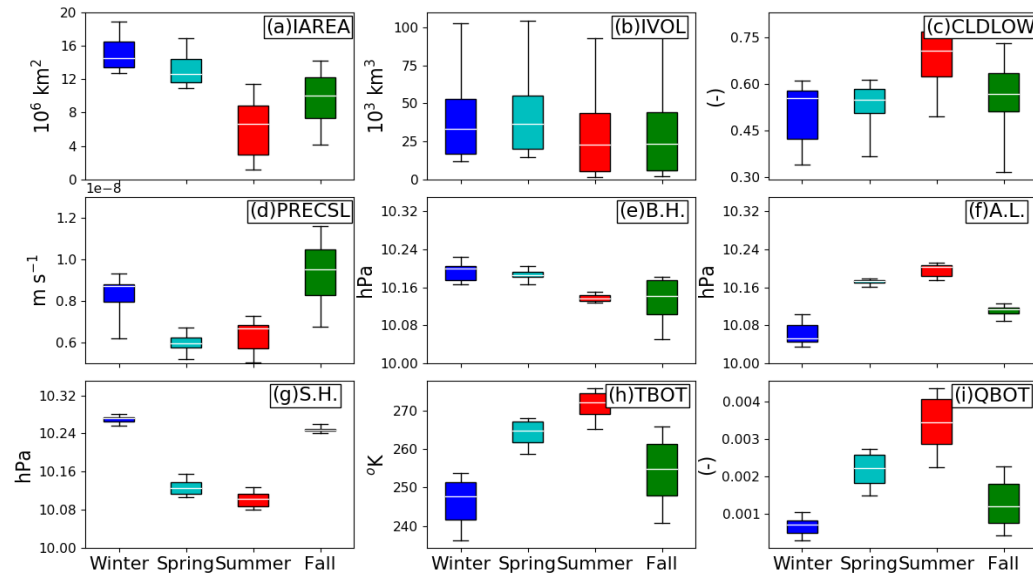 (a)IAREA
20
16
12
8
4
0
10⁶ km²
(b)IVOL
100
75
50
25
0
10³ km³
(c)CLDLOW
0.75
0.60
0.45
0.30
(-)
1e−8
(d)PRECSL
1.0
0.8
0.6
m s⁻¹
(e)B.H.
10.32
10.24
10.16
10.08
10.00
hPa
(f)A.L.
10.32
10.24
10.16
10.08
10.00
hPa
(g)S.H.
10.32
10.24
10.16
10.08
10.00
hPa
Winter Spring Summer Fall
(h)TBOT
270
260
250
240
°K
Winter Spring Summer Fall
(i)QBOT
0.004
0.003
0.002
0.001
(-)
Winter Spring Summer Fall